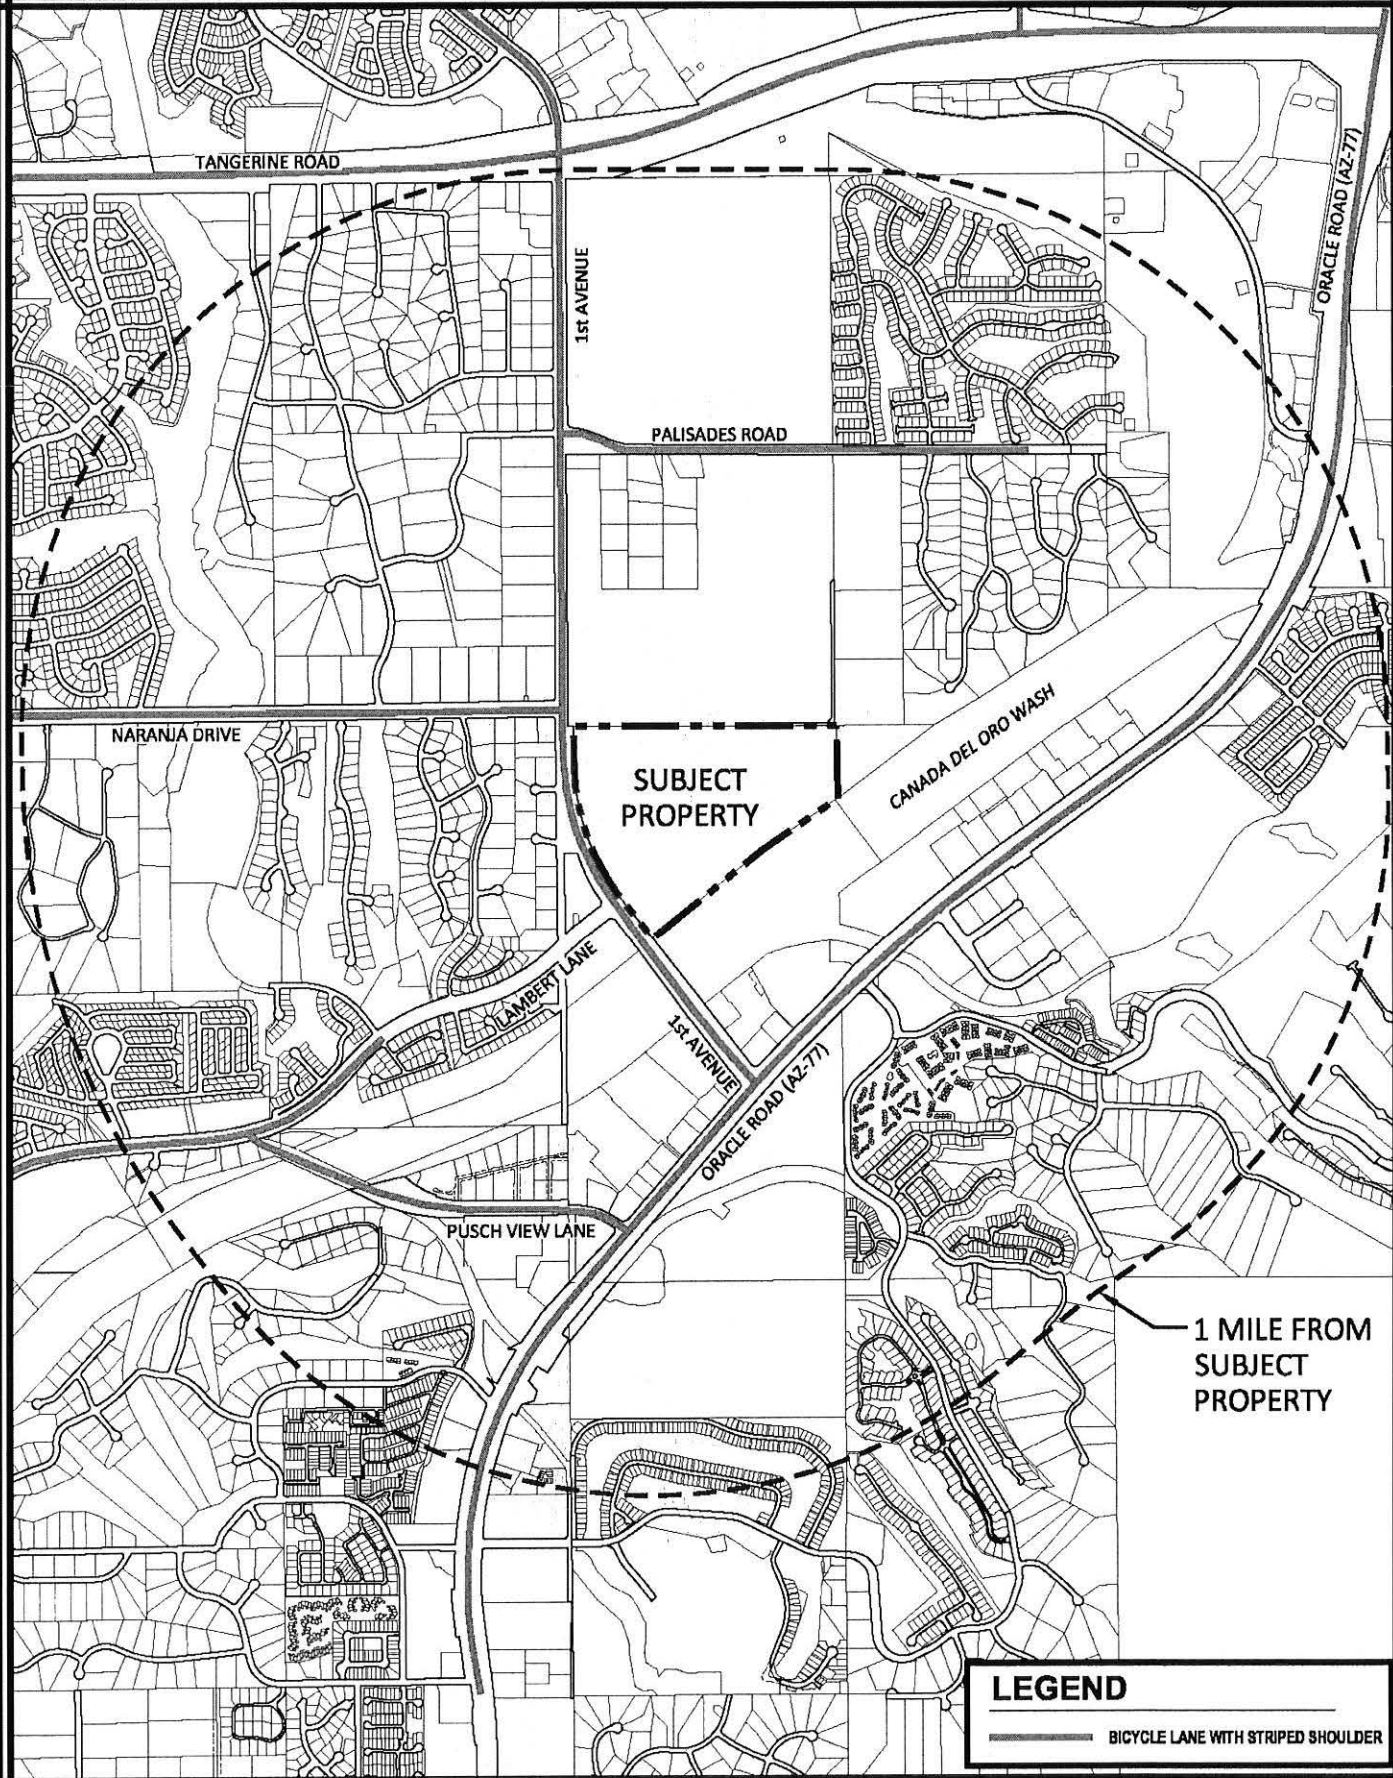 TANGERINE ROAD
ORACLE ROAD (AZ-77)
1st AVENUE
PALISADES ROAD
NARANJA DRIVE
SUBJECT
PROPERTY
CANADA DEL ORO WASH
LAMBERT LANE
1st AVENUE
ORACLE ROAD (AZ-77)
PUSCH VIEW LANE
1 MILE FROM
SUBJECT
PROPERTY
LEGEND
BICYCLE LANE WITH STRIPED SHOULDER